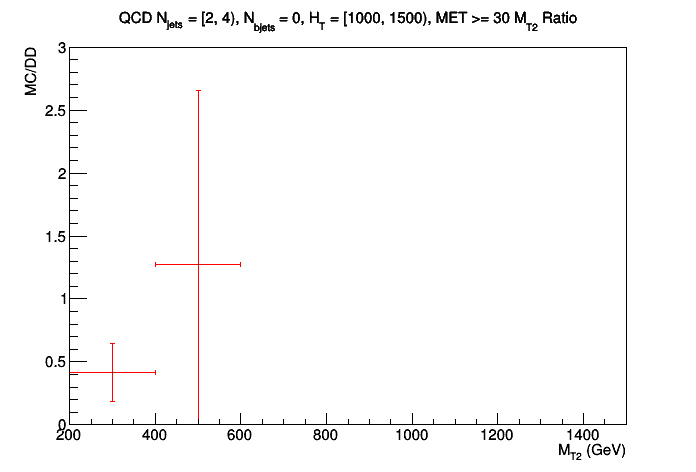 QCD N_jets = [2, 4), N_bjets = 0, H_T = [1000, 1500), MET >= 30 M_T2 Ratio
MC/DD
3
2.5
2
1.5
1
0.5
0
200 400 600 800 1000 1200 1400
M_T2 (GeV)